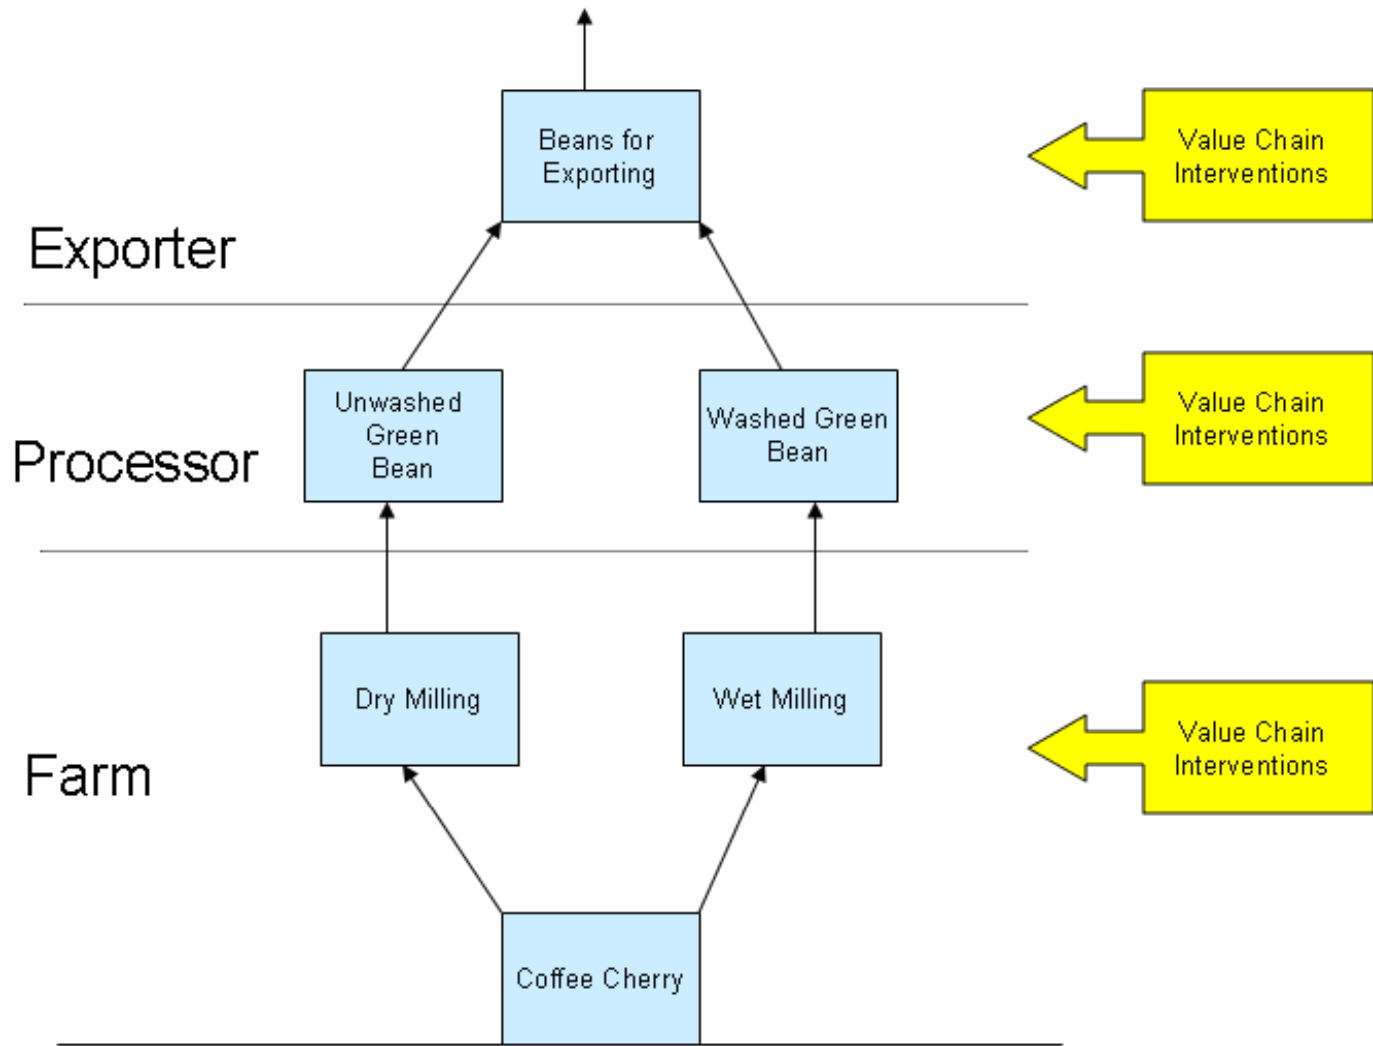 Beans for
Exporting
Value Chain
Interventions
Exporter
Unwashed
Green
Bean
Washed Green
Bean
Value Chain
Interventions
Processor
Dry Milling
Wet Milling
Value Chain
Interventions
Farm
Coffee Cherry